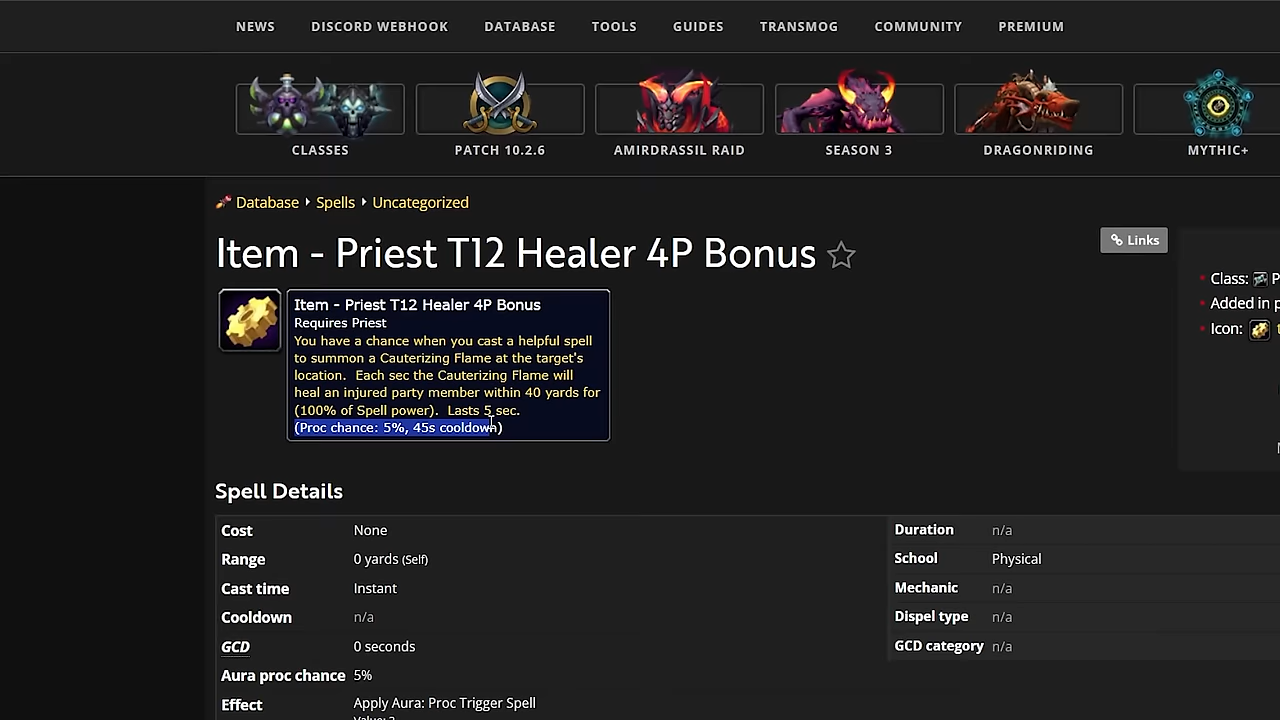 NEWS DISCORD WEBHOOK DATABASE TOOLS GUIDES TRANSMOG COMMUNITY PREMIUM
CLASSES PATCH 10.2.6 AMIRDRASSIL RAID SEASON 3 DRAGONRIDING MYTHIC+
Database Spells Uncategorized
Item - Priest T12 Healer 4P Bonus
Links
Item - Priest T12 Healer 4P Bonus
Requires Priest
You have a chance when you cast a helpful spell
to summon a Cauterizing Flame at the target's
location. Each sec the Cauterizing Flame will
heal an injured party member within 40 yards for
(100% of Spell power). Lasts 5 sec.
(Proc chance: 5%, 45s cooldown)
Class: P
Added in p
Icon:
Spell Details
Cost None
Range 0 yards (Self)
Cast time Instant
Cooldown n/a
GCD 0 seconds
Aura proc chance 5%
Effect Apply Aura: Proc Trigger Spell
Duration n/a
School Physical
Mechanic n/a
Dispel type n/a
GCD category n/a